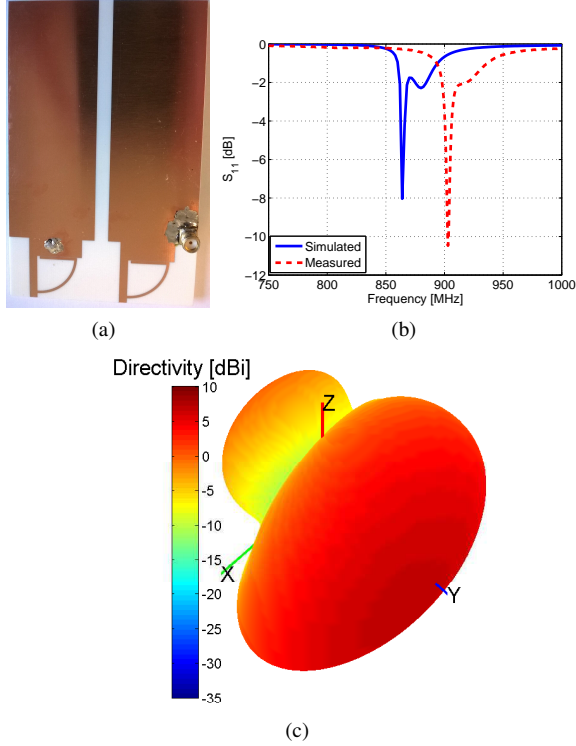 0
−2
−4
−6
−8
−10
−12
S11 [dB]
Simulated
Measured
750
800
850
900
950
1000
Frequency [MHz]
(a)
(b)
Directivity [dBi]
10
5
0
−5
−10
−15
−20
−25
−30
−35
Z
X
Y
(c)